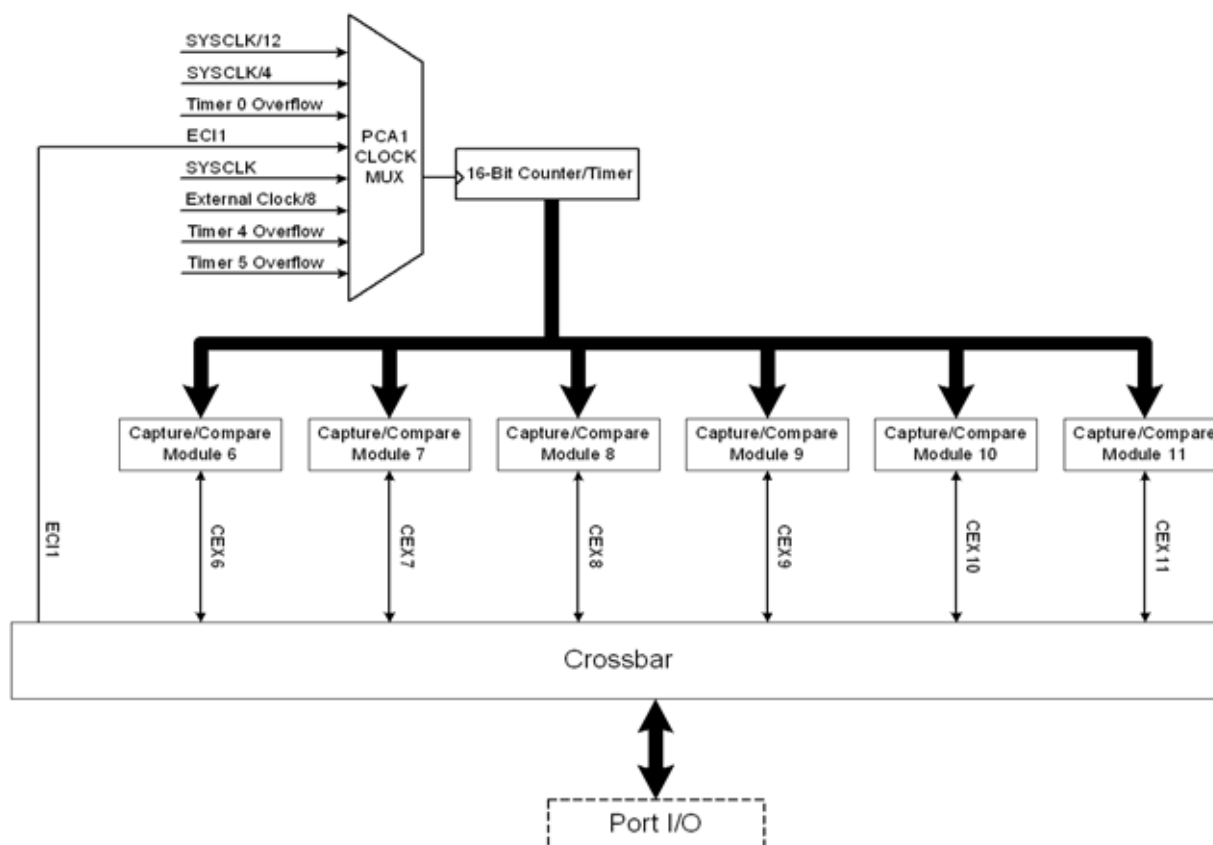 SYSCLK/12
SYSCLK/4
Timer 0 Overflow
ECI1
SYSCLK
External Clock/8
Timer 4 Overflow
Timer 5 Overflow
PCA1
CLOCK
MUX
16-Bit Counter/Timer
Capture/Compare
Module 6
Capture/Compare
Module 7
Capture/Compare
Module 8
Capture/Compare
Module 9
Capture/Compare
Module 10
Capture/Compare
Module 11
ECI1
CEX6
CEX7
CEX8
CEX9
CEX10
CEX11
Crossbar
Port I/O